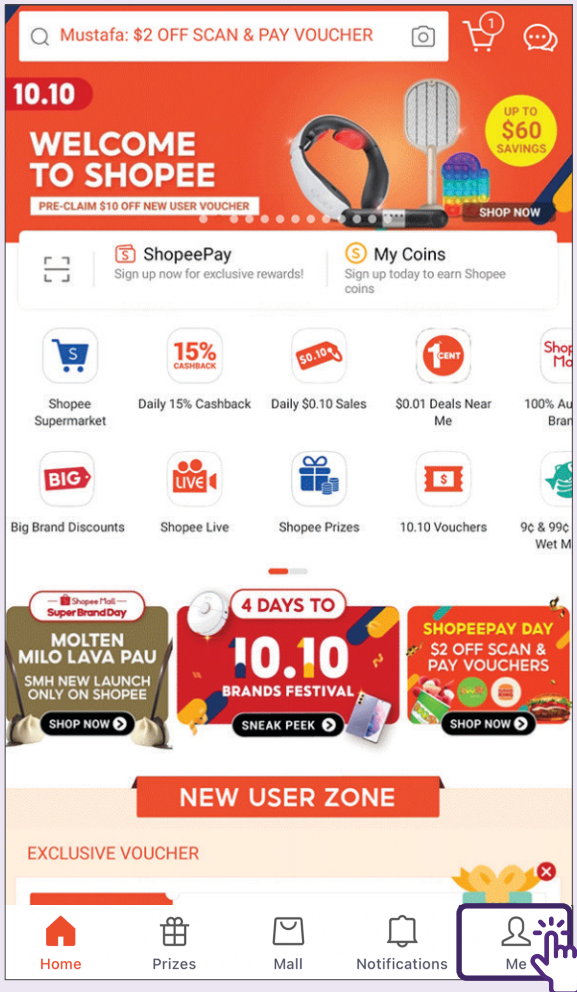 Mustafa: $2 OFF SCAN & PAY VOUCHER
1
10.10
WELCOME
TO SHOPEE
PRE-CLAIM $10 OFF NEW USER VOUCHER
UP TO
$60
SAVINGS
SHOP NOW
ShopeePay
Sign up now for exclusive rewards!
My Coins
Sign up today to earn Shopee
coins
15%
CASHBACK
$0.10
1 CENT
Shop
Ma
Shopee
Supermarket
Daily 15% Cashback
Daily $0.10 Sales
$0.01 Deals Near
Me
100% Au
Bran
BIG
LIVE
$
Big Brand Discounts
Shopee Live
Shopee Prizes
10.10 Vouchers
9¢ & 99¢
Wet M
Shopee Mall
Super Brand Day
MOLTEN
MILO LAVA PAU
SMH NEW LAUNCH
ONLY ON SHOPEE
SHOP NOW
4 DAYS TO
10.10
BRANDS FESTIVAL
SNEAK PEEK
SHOPEEPAY DAY
$2 OFF SCAN &
PAY VOUCHERS
SHOP NOW
NEW USER ZONE
EXCLUSIVE VOUCHER
Home
Prizes
Mall
Notifications
Me